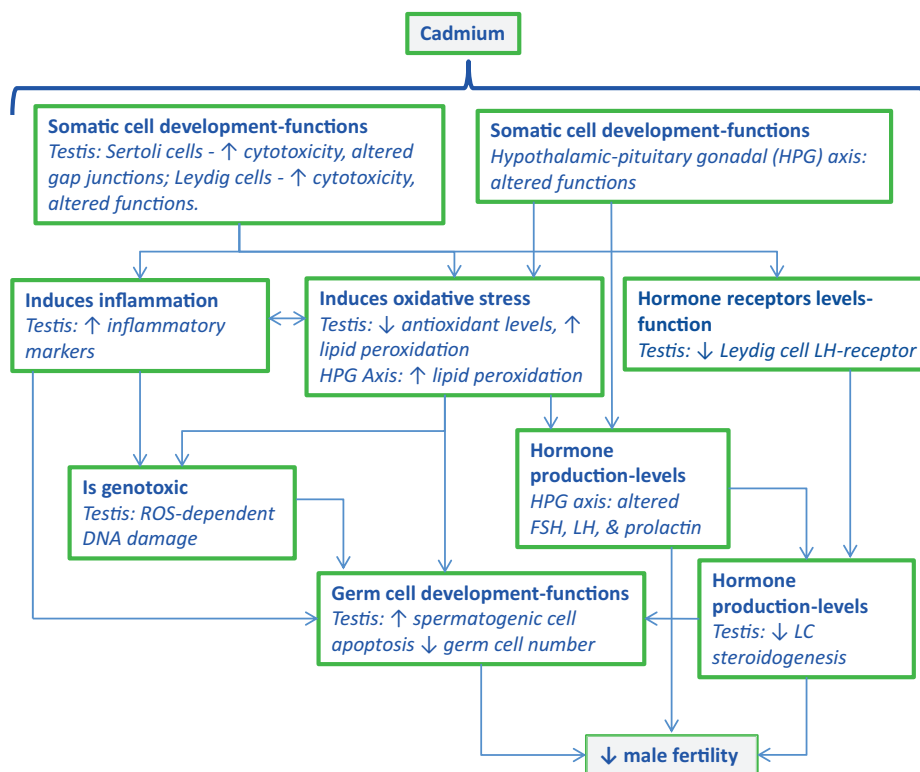 Cadmium
Somatic cell development-functions
Testis: Sertoli cells - ↑ cytotoxicity, altered
gap junctions; Leydig cells - ↑ cytotoxicity,
altered functions.
Somatic cell development-functions
Hypothalamic-pituitary gonadal (HPG) axis:
altered functions
Induces inflammation
Testis: ↑ inflammatory
markers
Induces oxidative stress
Testis: ↓ antioxidant levels, ↑
lipid peroxidation
HPG Axis: ↑ lipid peroxidation
Hormone receptors levels-
function
Testis: ↓ Leydig cell LH-receptor
Is genotoxic
Testis: ROS-dependent
DNA damage
Hormone
production-levels
HPG axis: altered
FSH, LH, & prolactin
Germ cell development-functions
Testis: ↑ spermatogenic cell
apoptosis ↓ germ cell number
Hormone
production-levels
Testis: ↓ LC
steroidogenesis
↓ male fertility